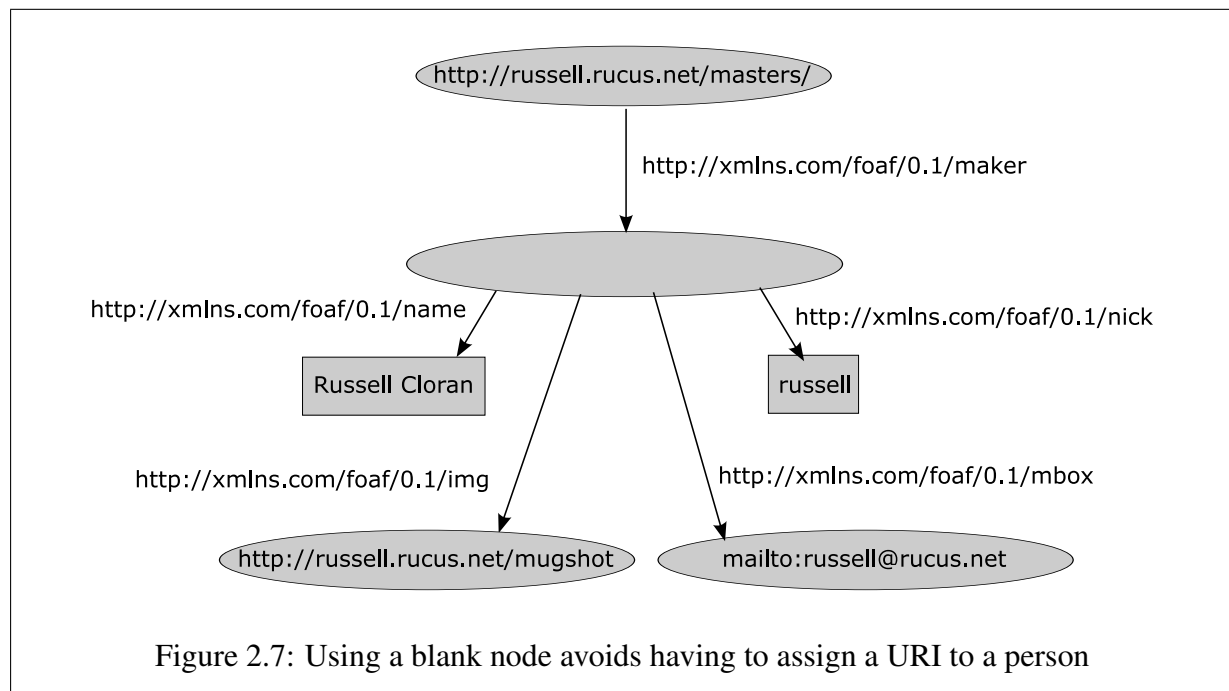 http://russell.rucus.net/masters/
http://xmlns.com/foaf/0.1/maker
http://xmlns.com/foaf/0.1/name
http://xmlns.com/foaf/0.1/nick
Russell Cloran
russell
http://xmlns.com/foaf/0.1/img
http://xmlns.com/foaf/0.1/mbox
http://russell.rucus.net/mugshot
mailto:russell@rucus.net
Figure 2.7: Using a blank node avoids having to assign a URI to a person